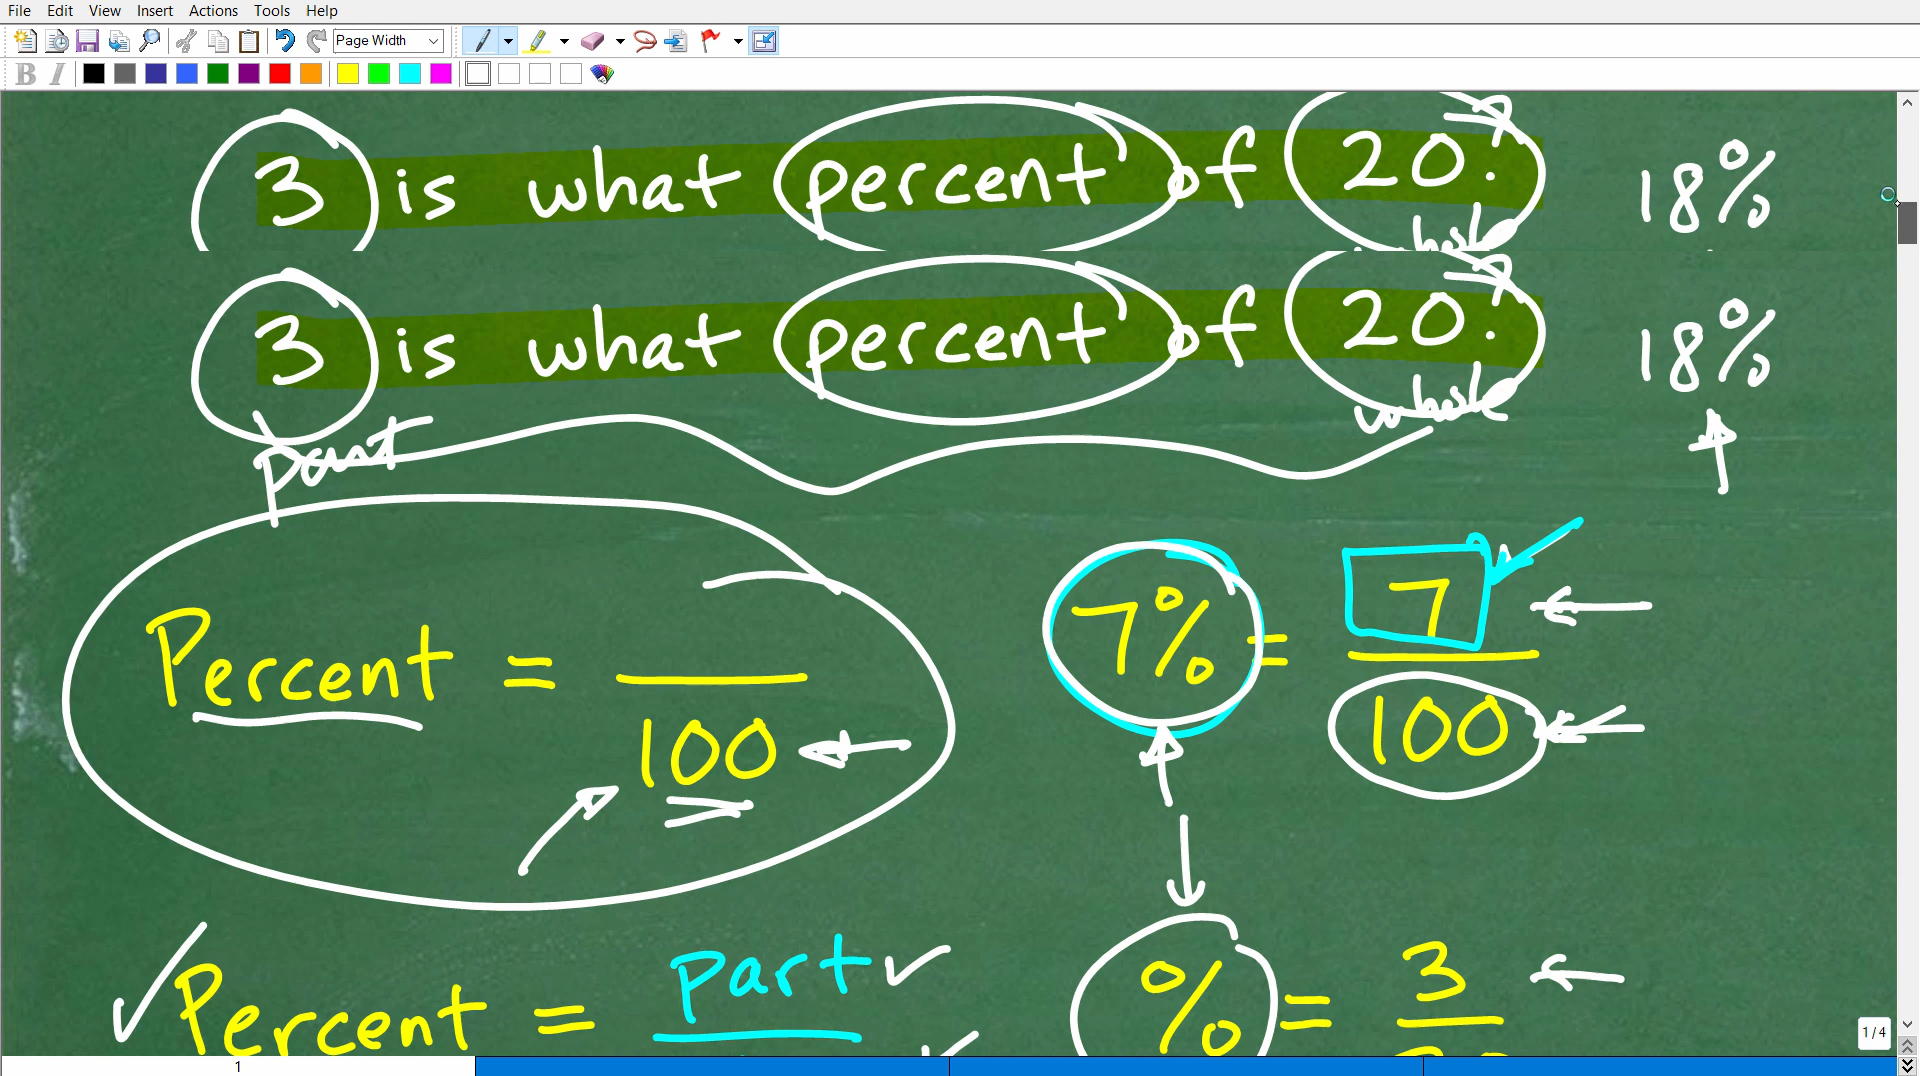 File Edit View Insert Actions Tools Help
Page Width
B I
3 is what percent of 20? 18%
3 is what percent of 20? 18%
part whole
7% = 7
100
Percent =
100
Percent = part
% = 3
1 / 4
1